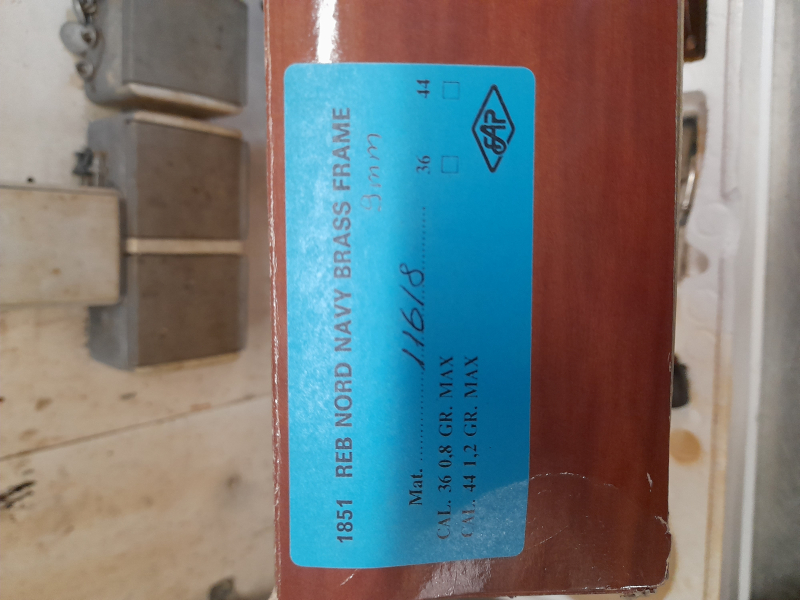 1851 REB NORD NAVY BRASS FRAME
9mm
Mat. .................. 11618 .................. 36 44
CAL. 36 0,8 GR. MAX
CAL. 44 1,2 GR. MAX